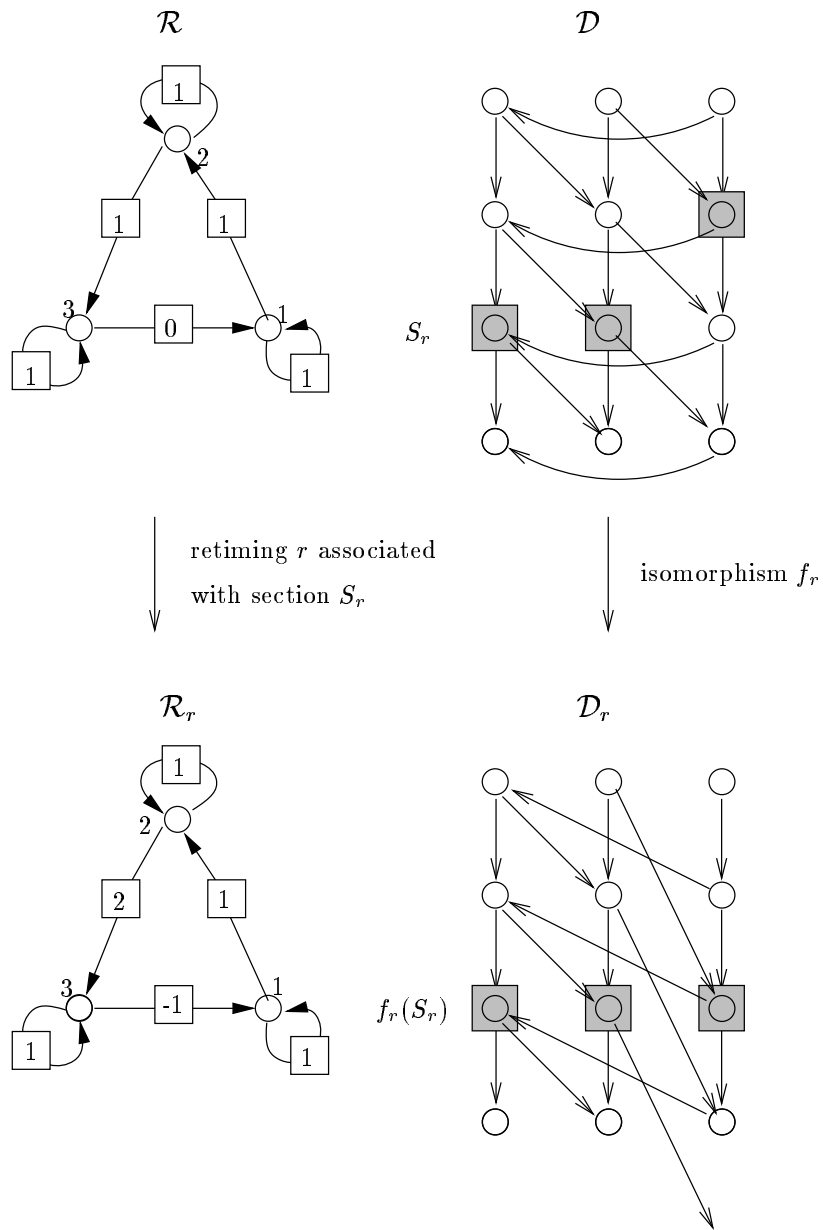 R D
1
2
1 1
3 0 1
1 1
S_r
retiming r associated
with section S_r
isomorphism f_r
R_r D_r
1
2
2 1
3 -1 1
1 1
f_r(S_r)